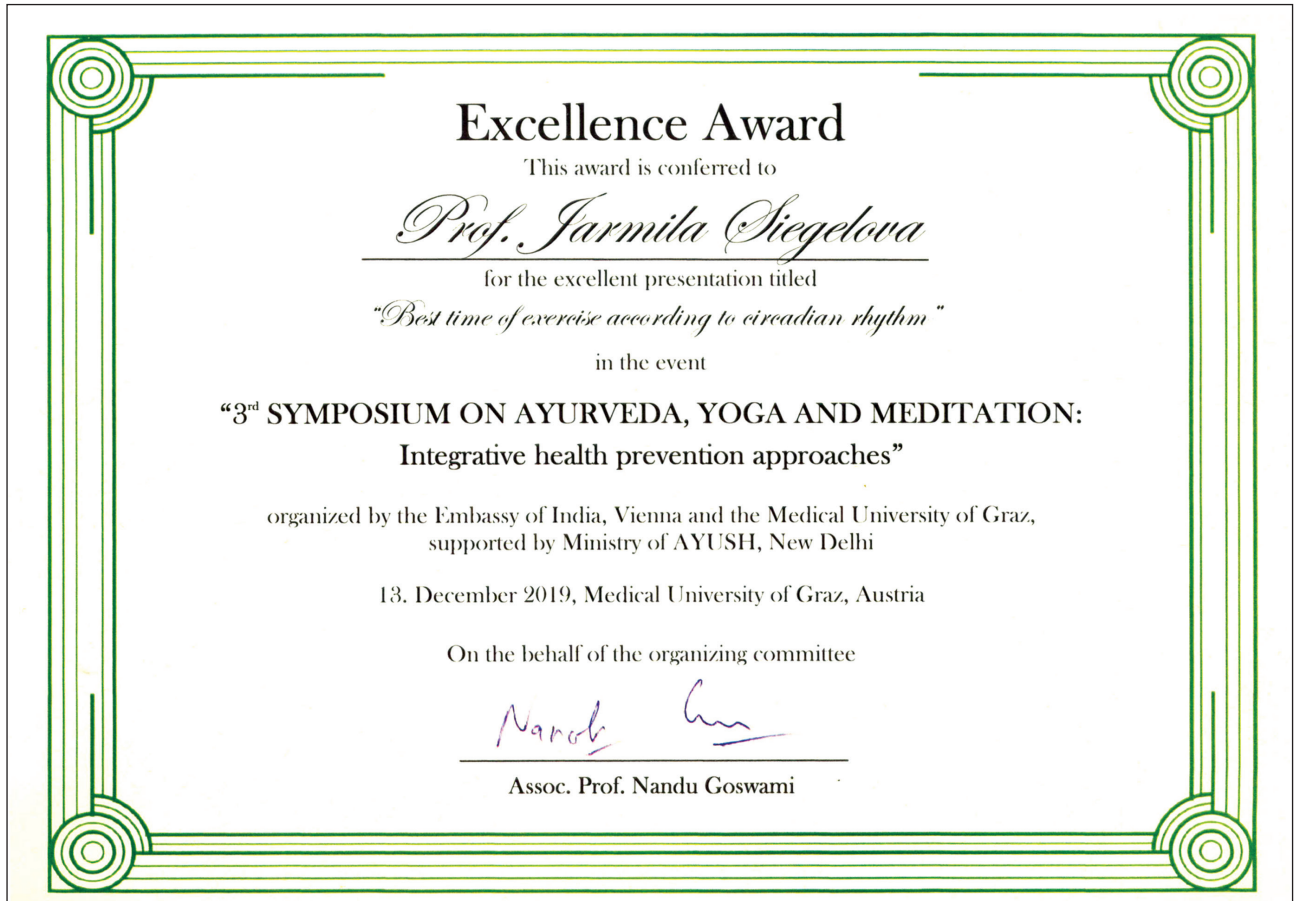 Excellence Award
This award is conferred to
Prof. Jarmila Siegelova
for the excellent presentation titled
"Best time of exercise according to circadian rhythm"
in the event
“3rd SYMPOSIUM ON AYURVEDA, YOGA AND MEDITATION:
Integrative health prevention approaches”
organized by the Embassy of India, Vienna and the Medical University of Graz,
supported by Ministry of AYUSH, New Delhi
13. December 2019, Medical University of Graz, Austria
On the behalf of the organizing committee
Assoc. Prof. Nandu Goswami